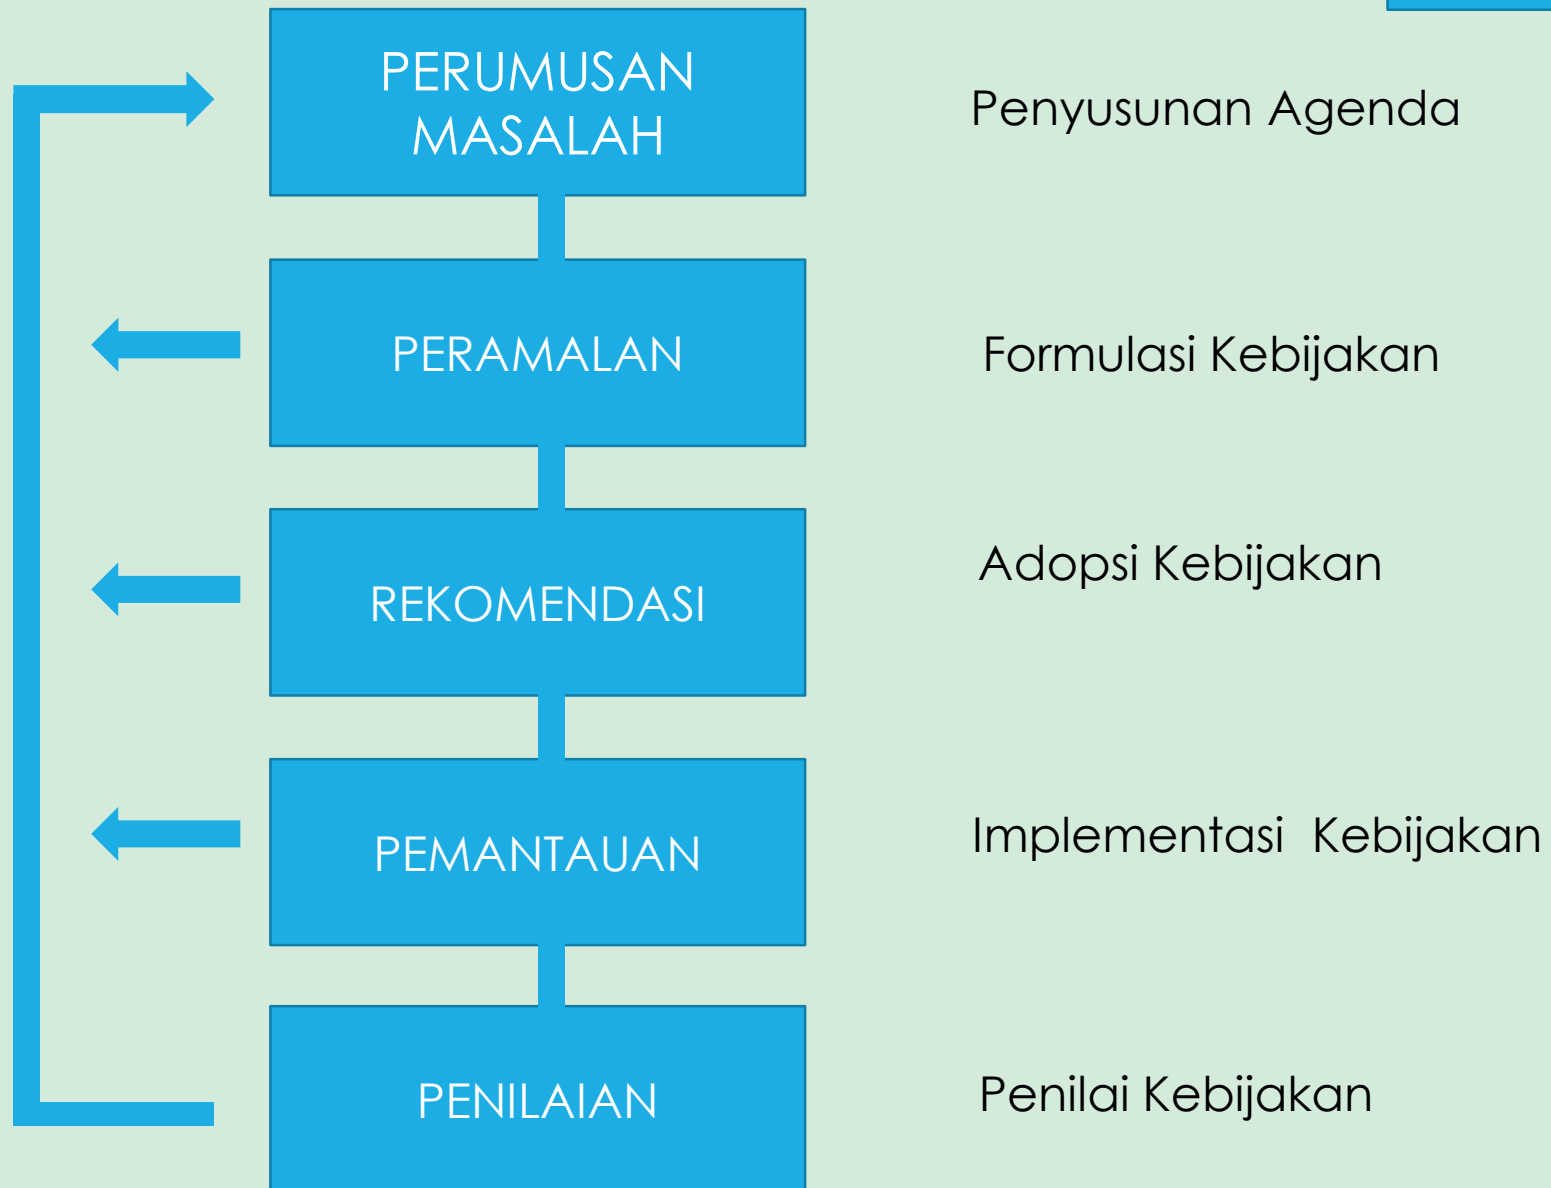 PERUMUSAN
MASALAH
Penyusunan Agenda
PERAMALAN
Formulasi Kebijakan
REKOMENDASI
Adopsi Kebijakan
PEMANTAUAN
Implementasi  Kebijakan
PENILAIAN
Penilai Kebijakan